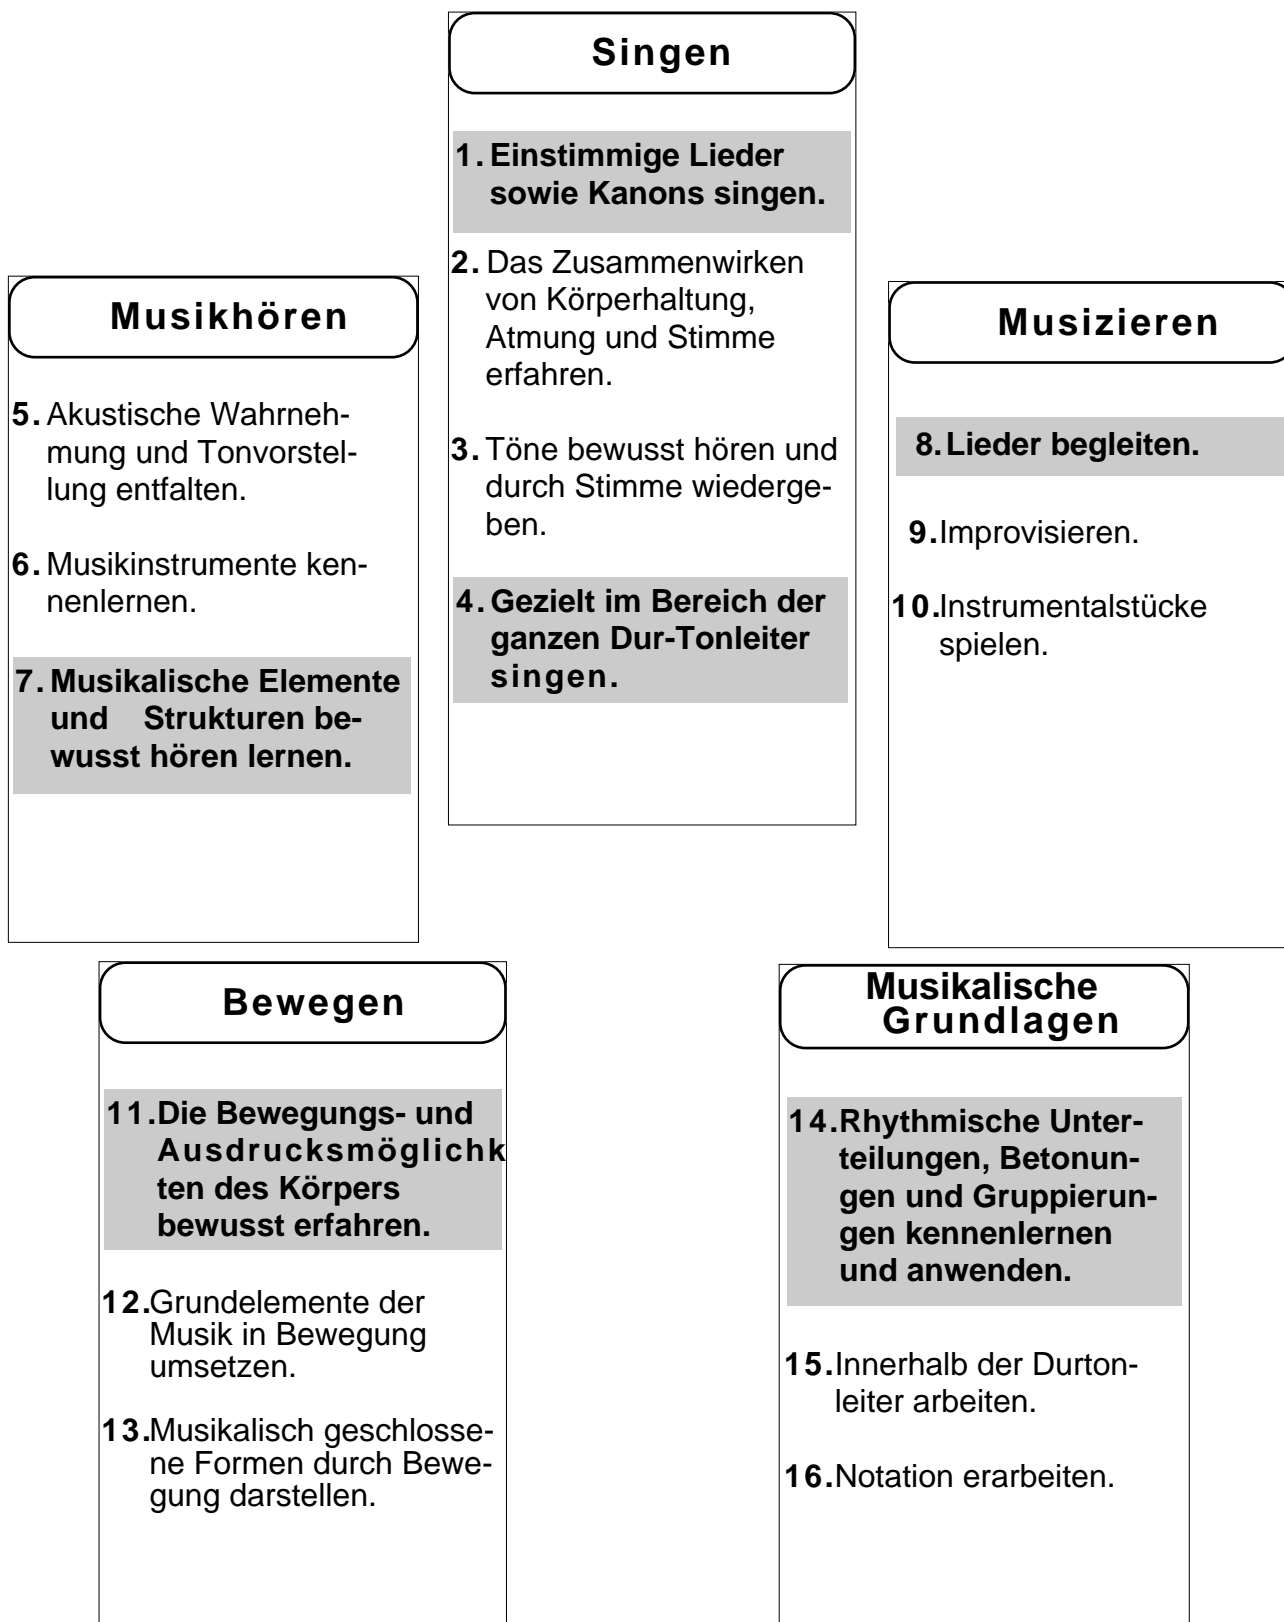 Singen
1. Einstimmige Lieder
sowie Kanons singen.
2. Das Zusammenwirken
von Körperhaltung,
Atmung und Stimme
erfahren.
3. Töne bewusst hören und
durch Stimme wiederge-
ben.
4. Gezielt im Bereich der
ganzen Dur-Tonleiter
singen.
Musikhören
5. Akustische Wahrneh-
mung und Tonvorstel-
lung entfalten.
6. Musikinstrumente ken-
nenlernen.
7. Musikalische Elemente
und Strukturen be-
wusst hören lernen.
Musizieren
8. Lieder begleiten.
9. Improvisieren.
10. Instrumentalstücke
spielen.
Bewegen
11. Die Bewegungs- und
Ausdrucksmöglichk
ten des Körpers
bewusst erfahren.
12. Grundelemente der
Musik in Bewegung
umsetzen.
13. Musikalisch geschlosse-
ne Formen durch Bewe-
gung darstellen.
Musikalische
Grundlagen
14. Rhythmische Unter-
teilungen, Betonun-
gen und Gruppierun-
gen kennenlernen
und anwenden.
15. Innerhalb der Durton-
leiter arbeiten.
16. Notation erarbeiten.